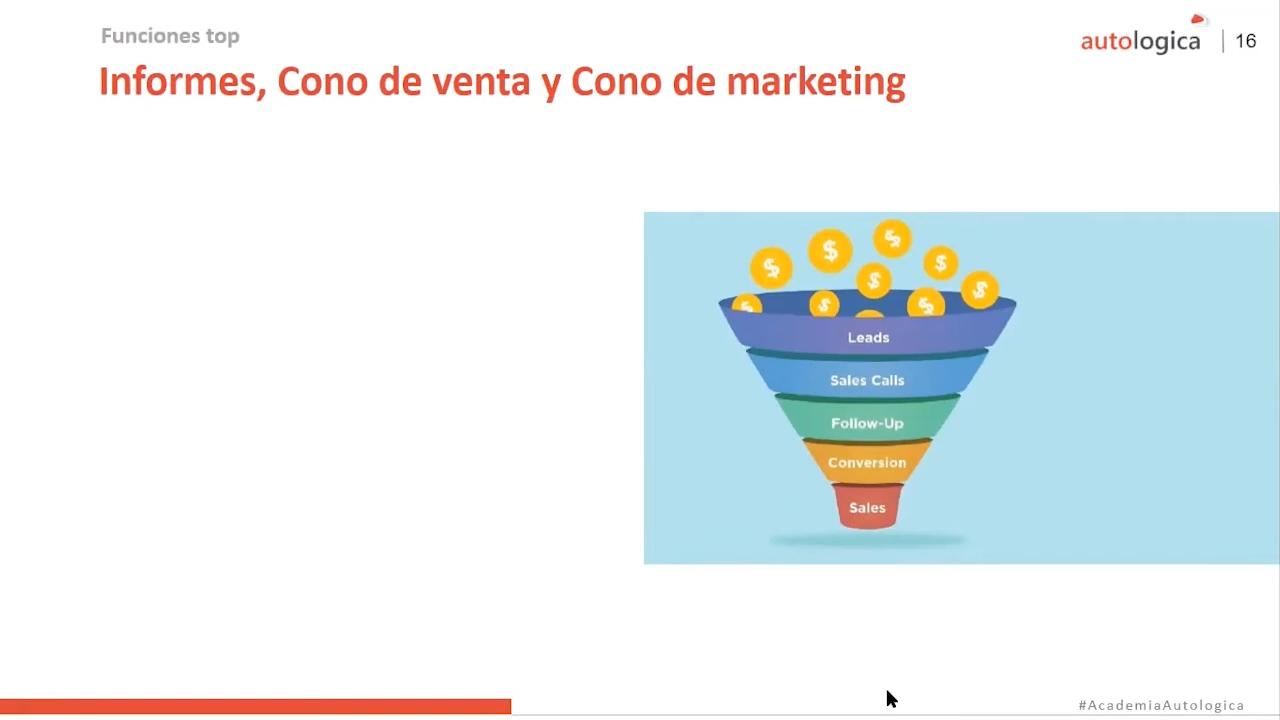 Funciones top
autologica | 16
Informes, Cono de venta y Cono de marketing
$ $ $ $ $ $ $ $ $
Leads
Sales Calls
Follow-Up
Conversion
Sales
#AcademiaAutologica